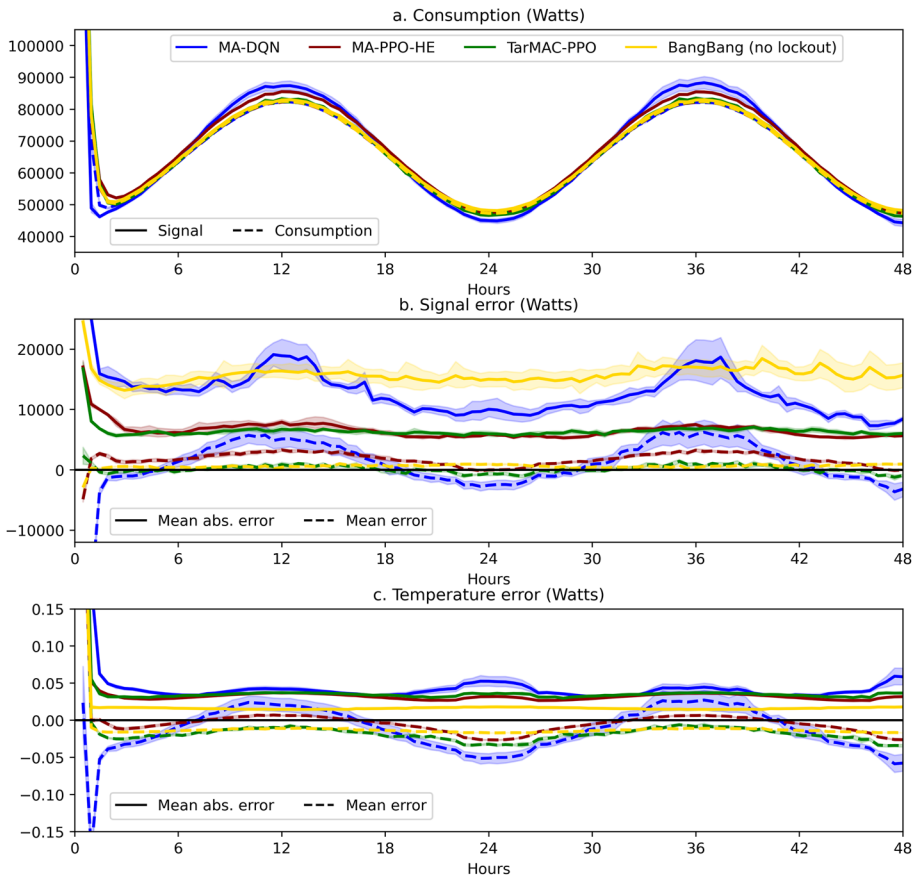 a. Consumption (Watts)
100000
90000
80000
70000
60000
50000
40000
MA-DQN MA-PPO-HE TarMAC-PPO BangBang (no lockout)
Signal Consumption
0 6 12 18 24 30 36 42 48
Hours
b. Signal error (Watts)
20000
10000
0
−10000
Mean abs. error Mean error
0 6 12 18 24 30 36 42 48
Hours
c. Temperature error (Watts)
0.15
0.10
0.05
0.00
−0.05
−0.10
−0.15
Mean abs. error Mean error
0 6 12 18 24 30 36 42 48
Hours